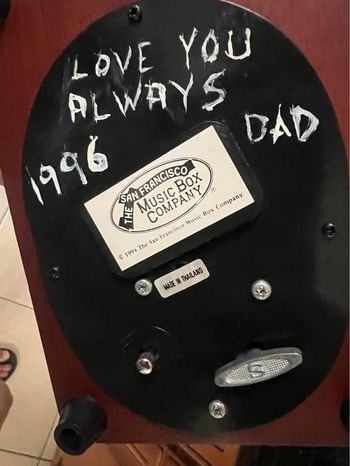 LOVE YOU
ALWAYS
DAD
1996
THE SAN FRANCISCO
MUSIC BOX
COMPANY
®
© 1994 The San Francisco Music Box Company
MADE IN THAILAND
S